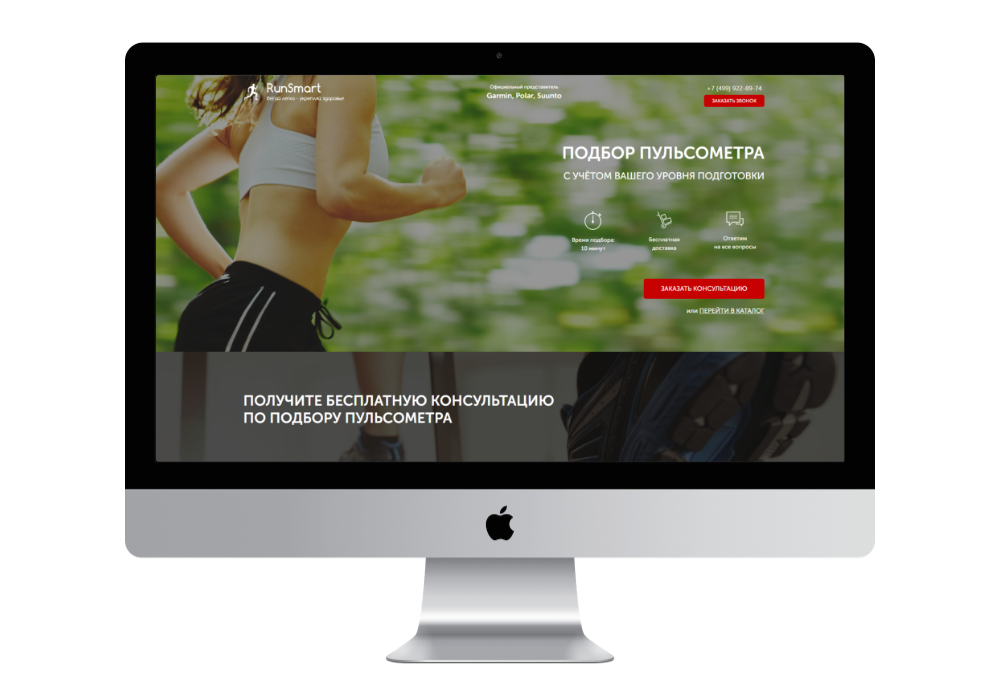 RunSmart
Бегай легко - укрепляй здоровье
Официальный представитель
Garmin, Polar, Suunto
+7 (499) 922-89-74
ЗАКАЗАТЬ ЗВОНОК
ПОДБОР ПУЛЬСОМЕТРА
С УЧЁТОМ ВАШЕГО УРОВНЯ ПОДГОТОВКИ
Время подбора:
10 минут
Бесплатная
доставка
Ответим
на все вопросы
ЗАКАЗАТЬ КОНСУЛЬТАЦИЮ
или ПЕРЕЙТИ В КАТАЛОГ
ПОЛУЧИТЕ БЕСПЛАТНУЮ КОНСУЛЬТАЦИЮ
ПО ПОДБОРУ ПУЛЬСОМЕТРА